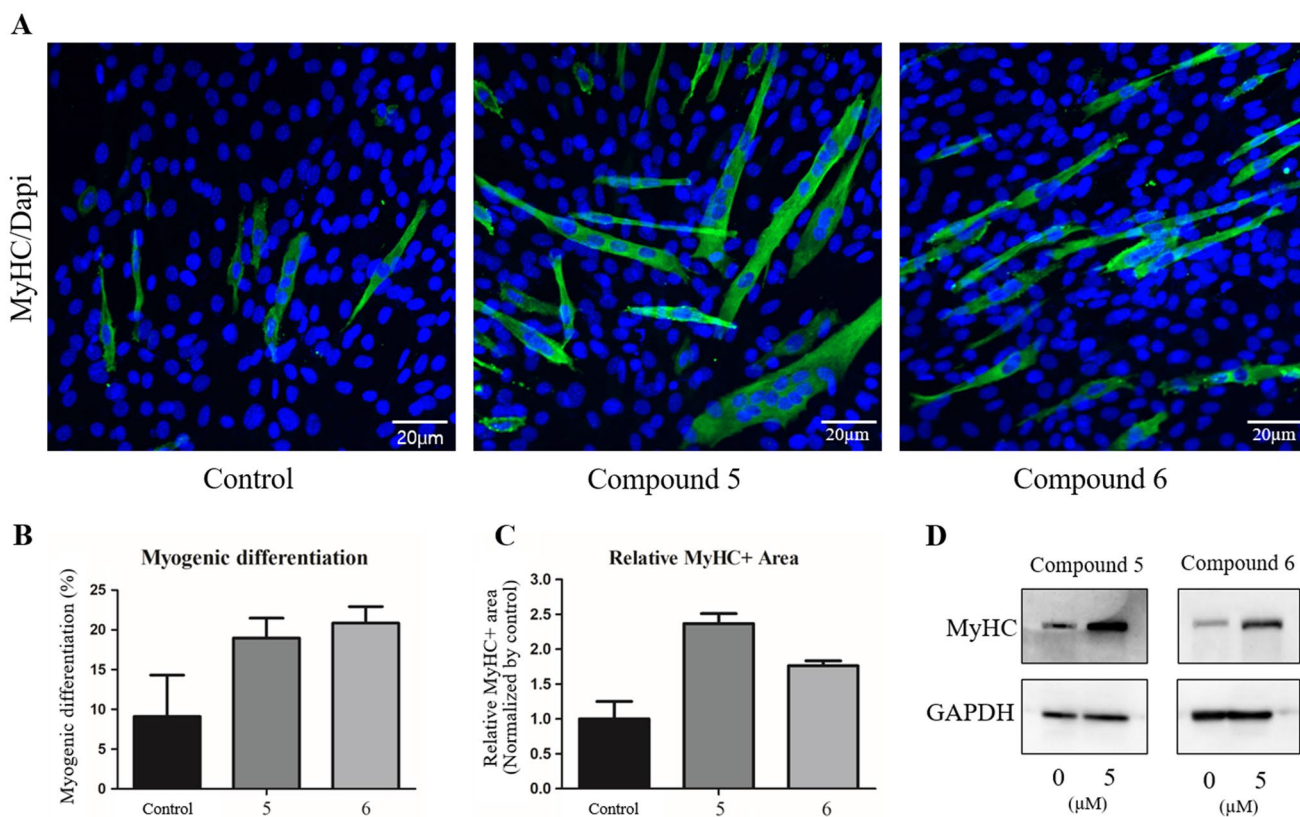 A
MyHC/Dapi
20μm
20μm
20μm
Control
Compound 5
Compound 6
B
Myogenic differentiation
Myogenic differentiation (%)
25
20
15
10
5
0
Control
5
6
C
Relative MyHC+ Area
Relative MyHC+ area
(Normalized by control)
3.0
2.5
2.0
1.5
1.0
0.5
0.0
Control
5
6
D
Compound 5
Compound 6
MyHC
GAPDH
0
5
0
5
(μM)
(μM)